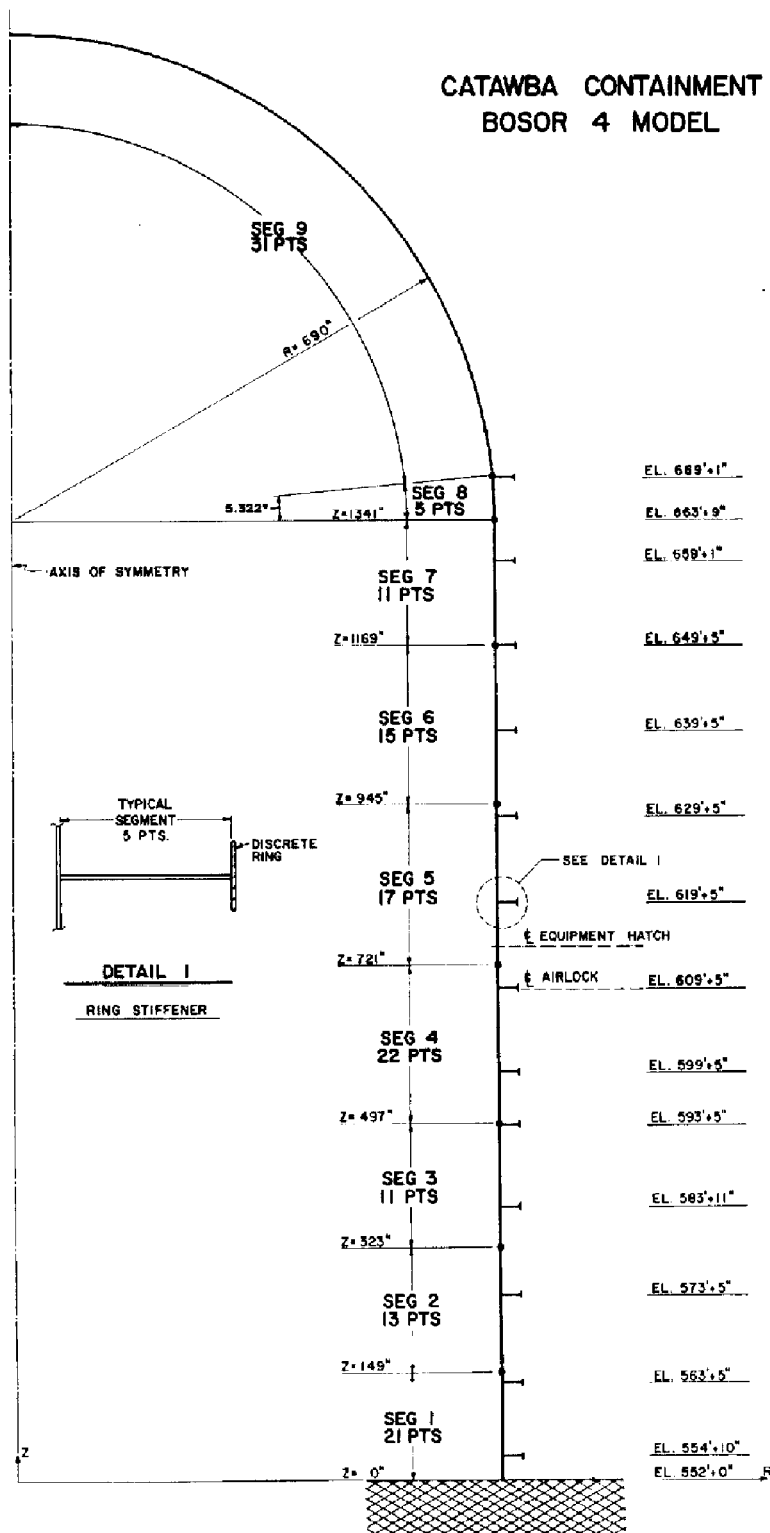 CATAWBA CONTAINMENT
BOSOR 4 MODEL
SEG 9
31 PTS
R= 690"
EL. 669'+1"
SEG 8
5 PTS
5.322°
Z=1341"
EL. 663'+9"
AXIS OF SYMMETRY
EL. 659'+1"
SEG 7
11 PTS
Z=1169"
EL. 649'+5"
SEG 6
15 PTS
EL. 639'+5"
Z= 945"
EL. 629'+5"
TYPICAL
SEGMENT
5 PTS.
DISCRETE
RING
SEE DETAIL 1
SEG 5
17 PTS
EL. 619'+5"
℄ EQUIPMENT HATCH
Z= 721"
DETAIL 1
℄ AIRLOCK
EL. 609'+5"
RING STIFFENER
SEG 4
22 PTS
EL. 599'+5"
Z= 497"
EL. 593'+5"
SEG 3
11 PTS
EL. 583'+11"
Z= 323"
SEG 2
13 PTS
EL. 573'+5"
Z= 149"
EL. 563'+5"
SEG 1
21 PTS
Z
EL. 554'+10"
Z= 0"
EL. 552'+0"
R